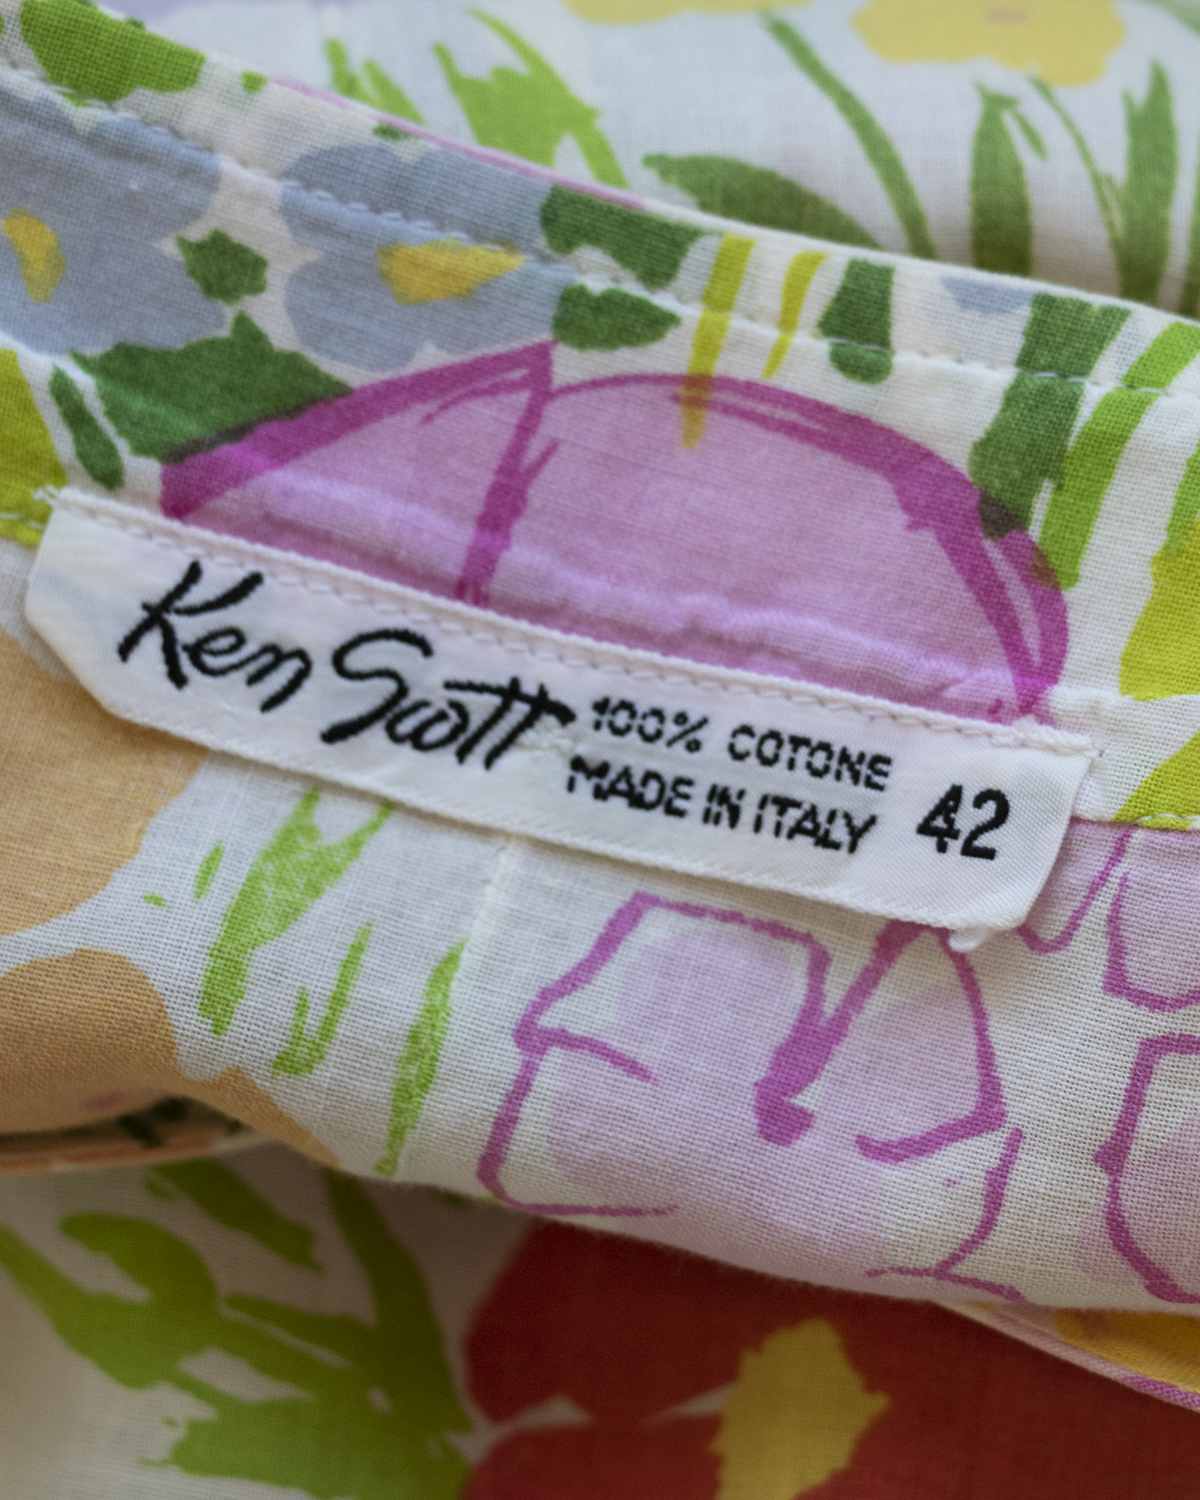 Ken Scott
100% COTONE
MADE IN ITALY
42